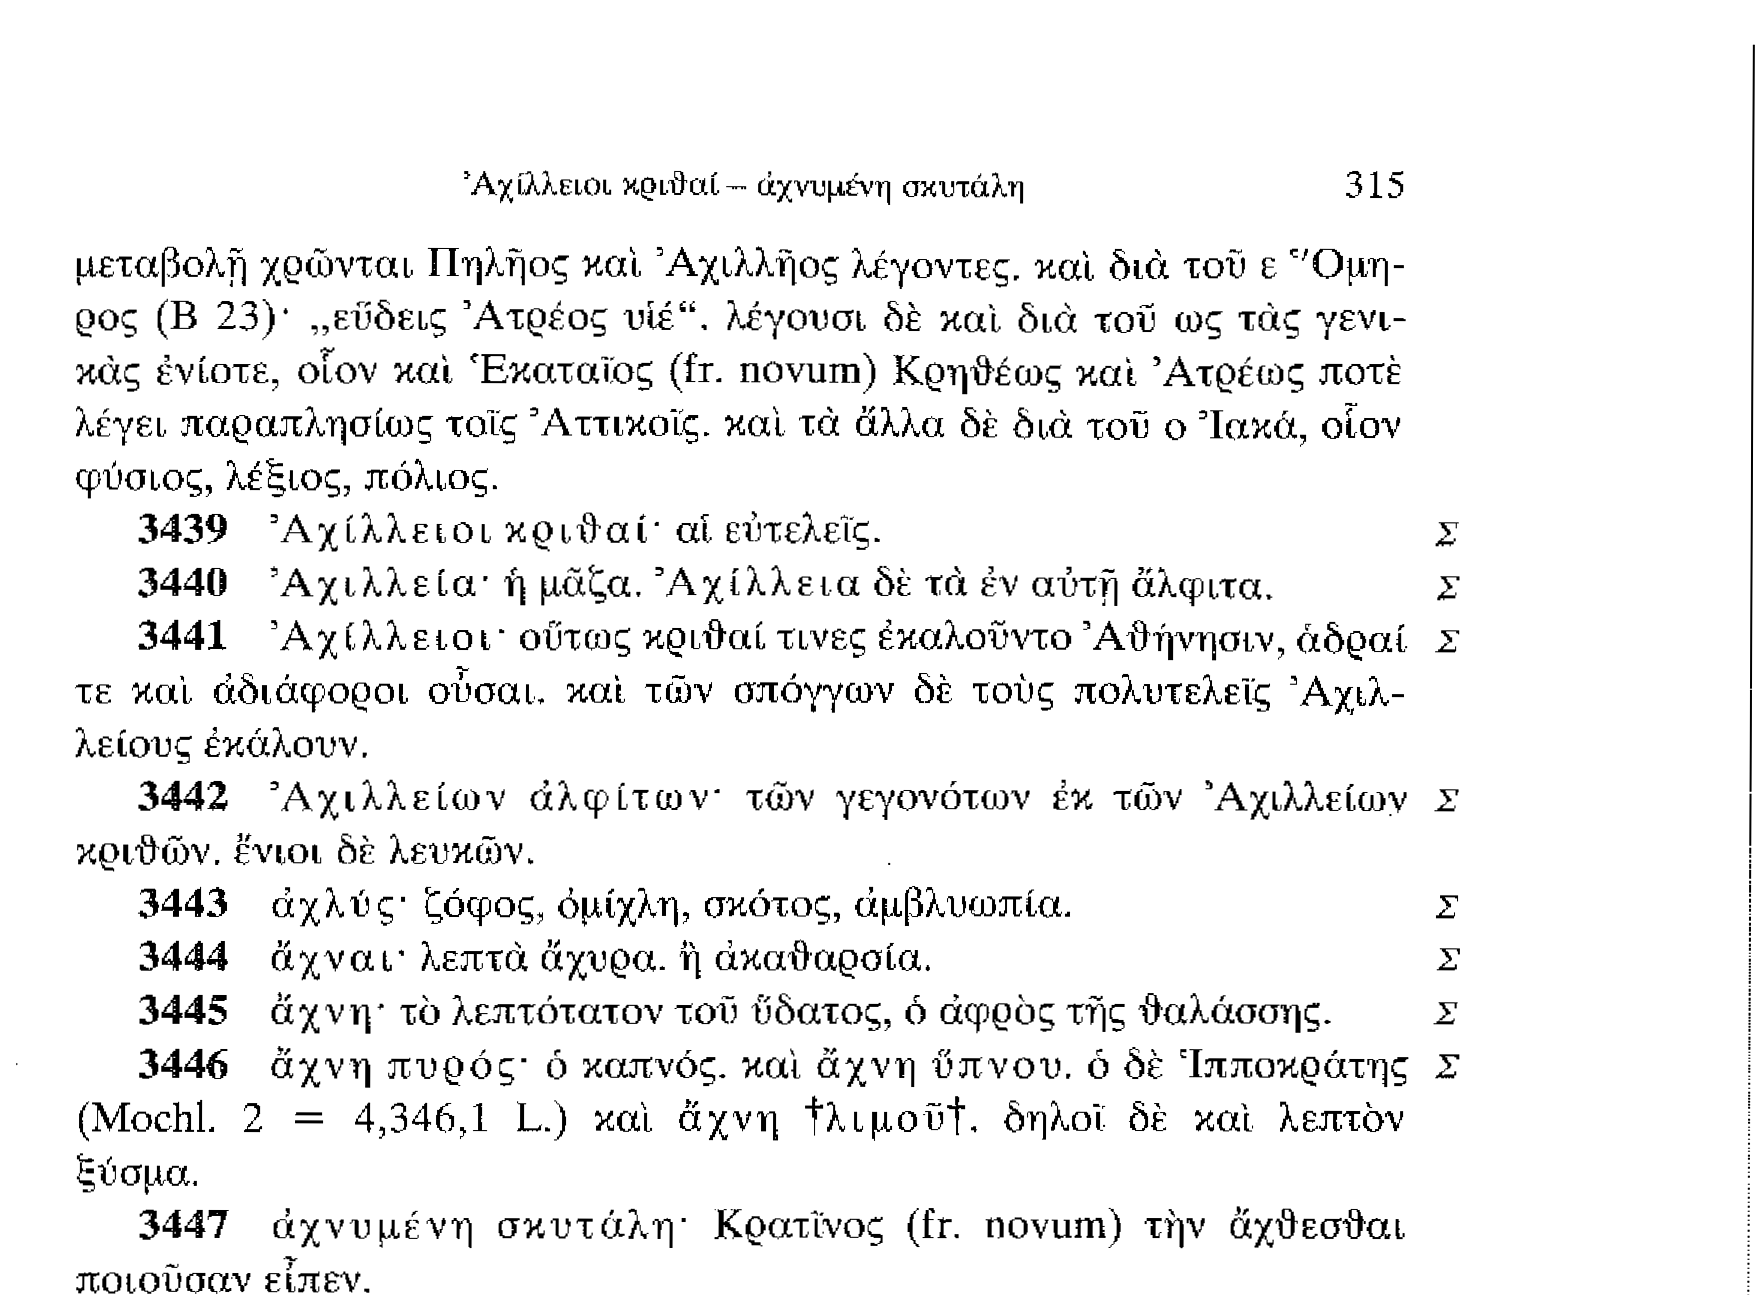 Ἀχίλλειοι κριθαί – ἀχνυμένη σκυτάλη 315
μεταβολῇ χρῶνται Πηλῆος καὶ Ἀχιλλῆος λέγοντες. καὶ διὰ τοῦ ε Ὅμη-
ρος (Β 23)· „εὕδεις Ἀτρέος υἱέ“. λέγουσι δὲ καὶ διὰ τοῦ ως τὰς γενι-
κὰς ἐνίοτε, οἷον καὶ Ἑκαταῖος (fr. novum) Κρηθέως καὶ Ἀτρέως ποτὲ
λέγει παραπλησίως τοῖς Ἀττικοῖς. καὶ τὰ ἄλλα δὲ διὰ τοῦ ο Ἰακά, οἷον
φύσιος, λέξιος, πόλιος.
3439 Ἀχίλλειοι κριθαί· αἱ εὐτελεῖς. Σ
3440 Ἀχιλλεία· ἡ μᾶζα. Ἀχίλλεια δὲ τὰ ἐν αὐτῇ ἄλφιτα. Σ
3441 Ἀχίλλειοι· οὕτως κριθαί τινες ἐκαλοῦντο Ἀθήνησιν, ἁδραί Σ
τε καὶ ἀδιάφοροι οὖσαι. καὶ τῶν σπόγγων δὲ τοὺς πολυτελεῖς Ἀχιλ-
λείους ἐκάλουν.
3442 Ἀχιλλείων ἀλφίτων· τῶν γεγονότων ἐκ τῶν Ἀχιλλείων Σ
κριθῶν. ἔνιοι δὲ λευκῶν.
3443 ἀχλύς· ζόφος, ὁμίχλη, σκότος, ἀμβλυωπία. Σ
3444 ἄχναι· λεπτὰ ἄχυρα. ἢ ἀκαθαρσία. Σ
3445 ἄχνη· τὸ λεπτότατον τοῦ ὕδατος, ὁ ἀφρὸς τῆς θαλάσσης. Σ
3446 ἄχνη πυρός· ὁ καπνός. καὶ ἄχνη ὕπνου. ὁ δὲ Ἱπποκράτης Σ
(Mochl. 2 = 4,346,1 L.) καὶ ἄχνη †λιμοῦ†. δηλοῖ δὲ καὶ λεπτὸν
ξύσμα.
3447 ἀχνυμένη σκυτάλη· Κρατῖνος (fr. novum) τὴν ἄχθεσθαι
ποιοῦσαν εἶπεν.